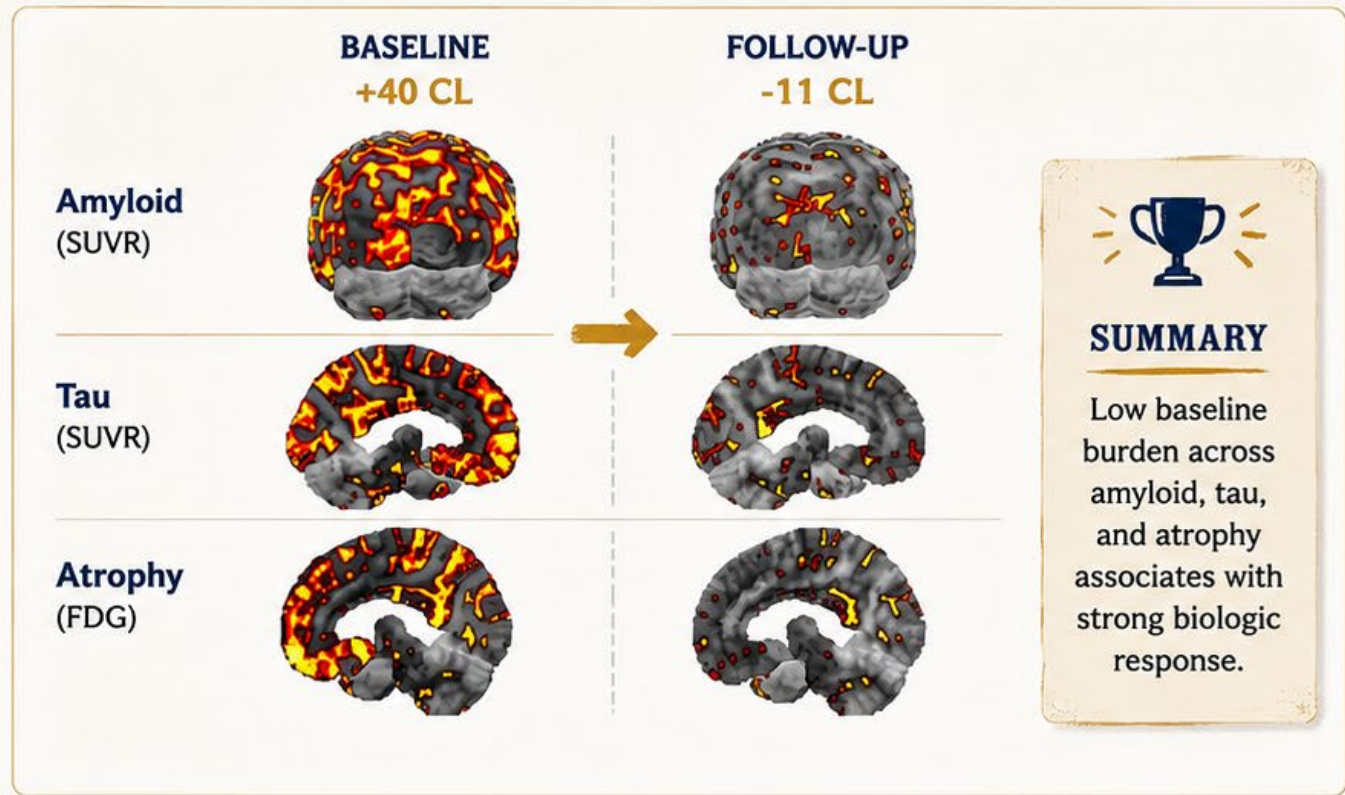 BASELINE
+40 CL
FOLLOW-UP
-11 CL
Amyloid
(SUVR)
Tau
(SUVR)
Atrophy
(FDG)
SUMMARY
Low baseline
burden across
amyloid, tau,
and atrophy
associates with
strong biologic
response.